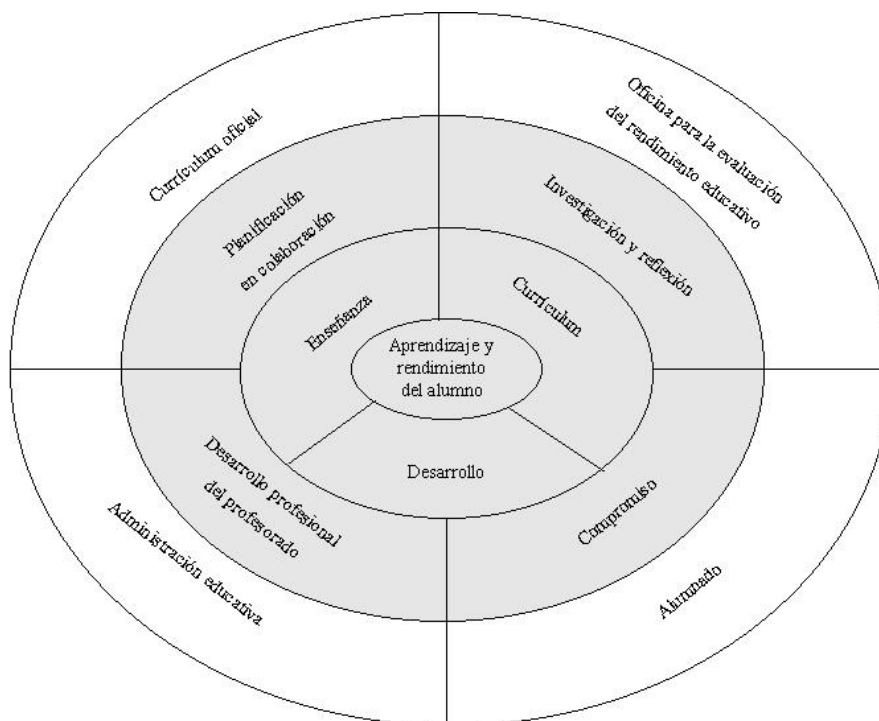 Currículum oficial
Oficina para la evaluación
del rendimiento educativo
Planificación
en colaboración
Investigación y reflexión
Enseñanza
Currículum
Aprendizaje y
rendimiento
del alumno
Desarrollo
Desarrollo profesional
del profesorado
Compromiso
Administración educativa
Alumnado